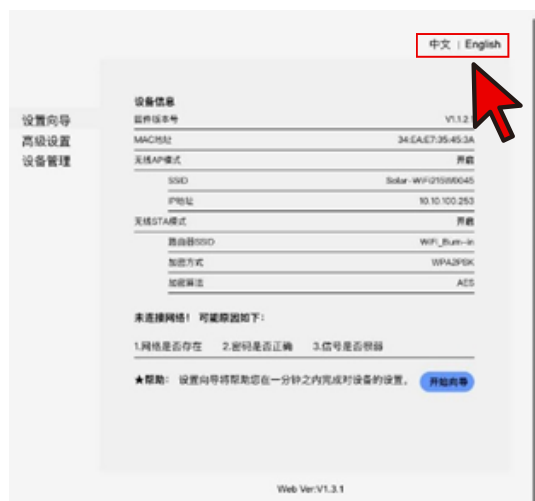 中文 | English
设备信息
设置向导
固件版本号 V1.1.21
高级设置
MAC地址 34:EA:E7:35:45:3A
设备管理
无线AP模式 开启
SSID
IP地址 10.10.100.253
无线STA模式 开启
路由器SSID WiFi_Burn-in
加密方式 WPA2PSK
加密算法 AES
未连接网络！ 可能原因如下：
1.网络是否存在 2.密码是否正确 3.信号是否很弱
★帮助： 设置向导将帮助您在一分钟之内完成对设备的设置。 开始向导
Web Ver:V1.3.1